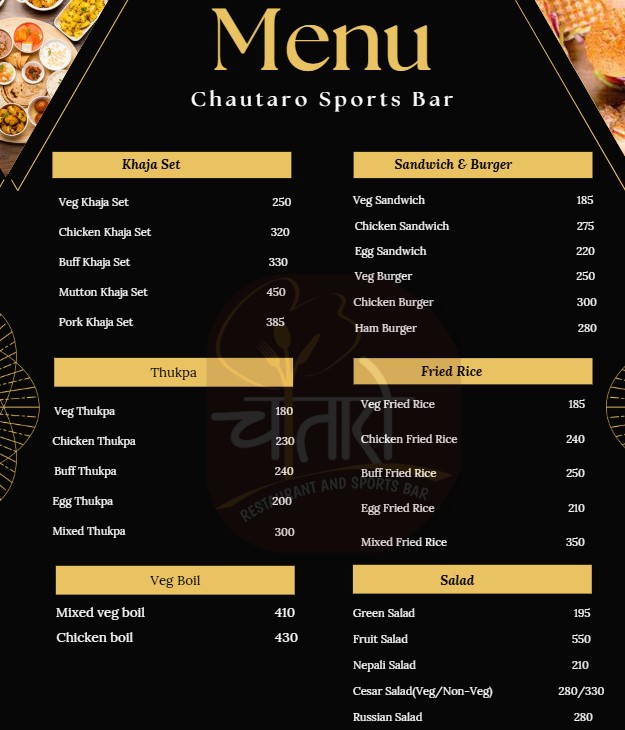 Menu
Chautaro Sports Bar
Khaja Set
Veg Khaja Set 250
Chicken Khaja Set 320
Buff Khaja Set 330
Mutton Khaja Set 450
Pork Khaja Set 385
Thukpa
Veg Thukpa 180
Chicken Thukpa 230
Buff Thukpa 240
Egg Thukpa 200
Mixed Thukpa 300
Veg Boil
Mixed veg boil 410
Chicken boil 430
Sandwich & Burger
Veg Sandwich 185
Chicken Sandwich 275
Egg Sandwich 220
Veg Burger 250
Chicken Burger 300
Ham Burger 280
Fried Rice
Veg Fried Rice 185
Chicken Fried Rice 240
Buff Fried Rice 250
Egg Fried Rice 210
Mixed Fried Rice 350
Salad
Green Salad 195
Fruit Salad 550
Nepali Salad 210
Cesar Salad(Veg/Non-Veg) 280/330
Russian Salad 280
RESTAURANT AND SPORTS BAR